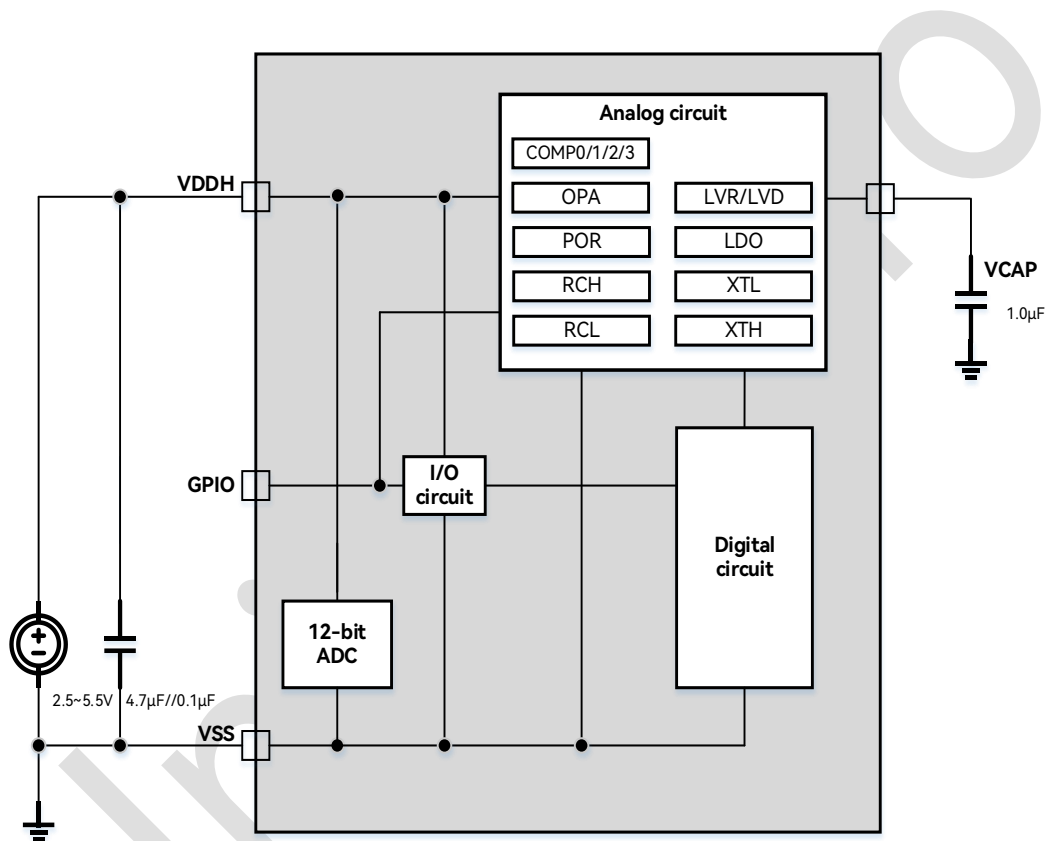 Analog circuit
COMP0/1/2/3
OPA
LVR/LVD
POR
LDO
RCH
XTL
RCL
XTH
VDDH
VCAP
1.0µF
GPIO
I/O
circuit
Digital
circuit
12-bit
ADC
2.5~5.5V
4.7µF//0.1µF
VSS
+
−